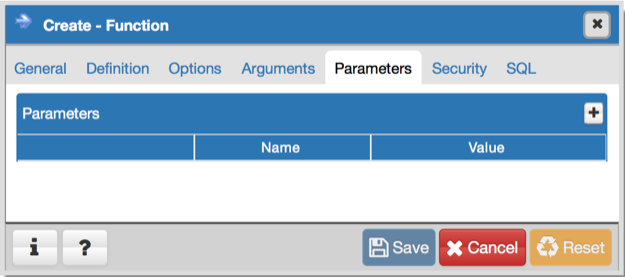 Create - Function
General Definition Options Arguments Parameters Security SQL
Parameters
Name Value
i ? Save Cancel Reset